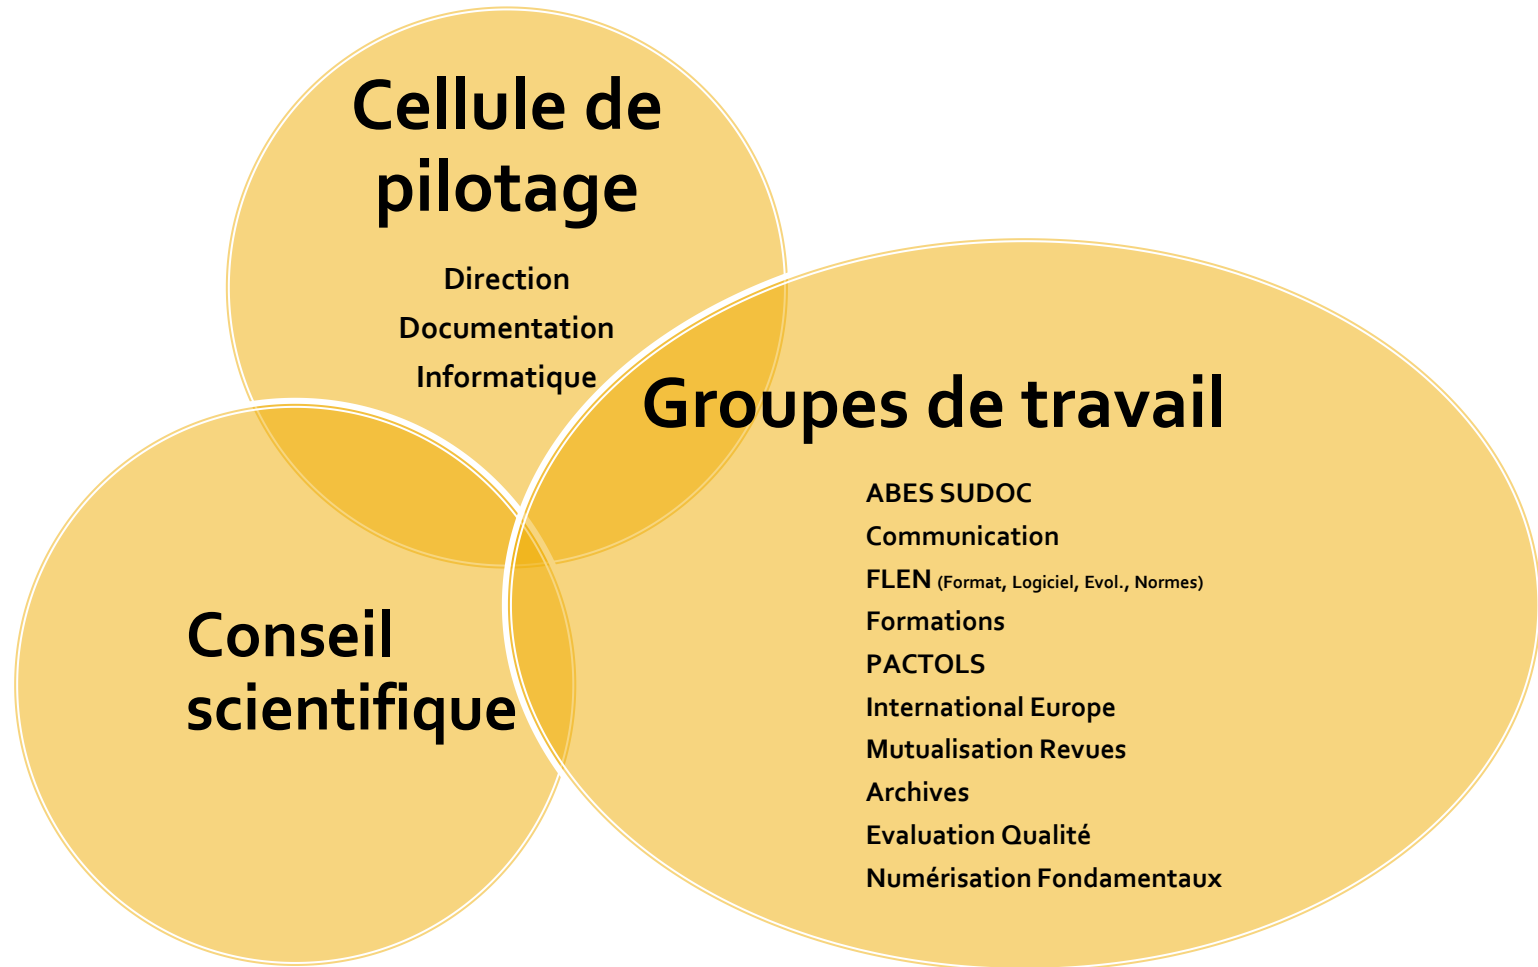 Cellule de
pilotage
Direction
Documentation
Informatique
Groupes de travail
ABES SUDOC
Communication
FLEN (Format, Logiciel, Evol., Normes)
Formations
PACTOLS
International Europe
Mutualisation Revues
Archives
Evaluation Qualité
Numérisation Fondamentaux
Conseil
scientifique